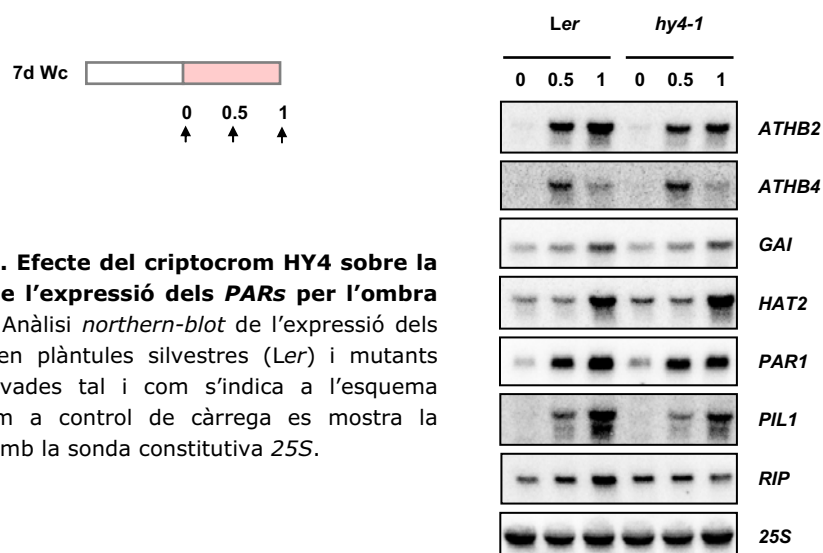 7d Wc
0 0.5 1
. Efecte del criptocrom HY4 sobre la
e l'expressió dels PARs per l'ombra
Anàlisi northern-blot de l'expressió dels
en plàntules silvestres (Ler) i mutants
vades tal i com s'indica a l'esquema
m a control de càrrega es mostra la
mb la sonda constitutiva 25S.
Ler hy4-1
0 0.5 1 0 0.5 1
ATHB2
ATHB4
GAI
HAT2
PAR1
PIL1
RIP
25S